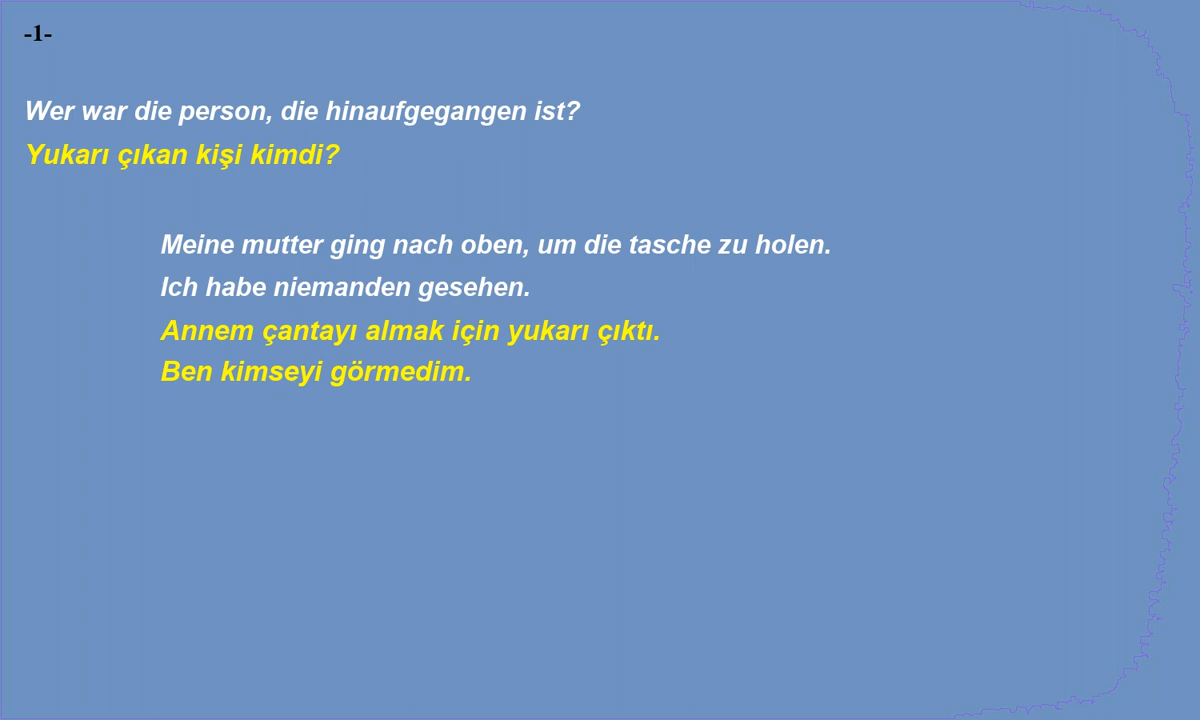 -1-
Wer war die person, die hinaufgegangen ist?
Yukarı çıkan kişi kimdi?
Meine mutter ging nach oben, um die tasche zu holen.
Ich habe niemanden gesehen.
Annem çantayı almak için yukarı çıktı.
Ben kimseyi görmedim.